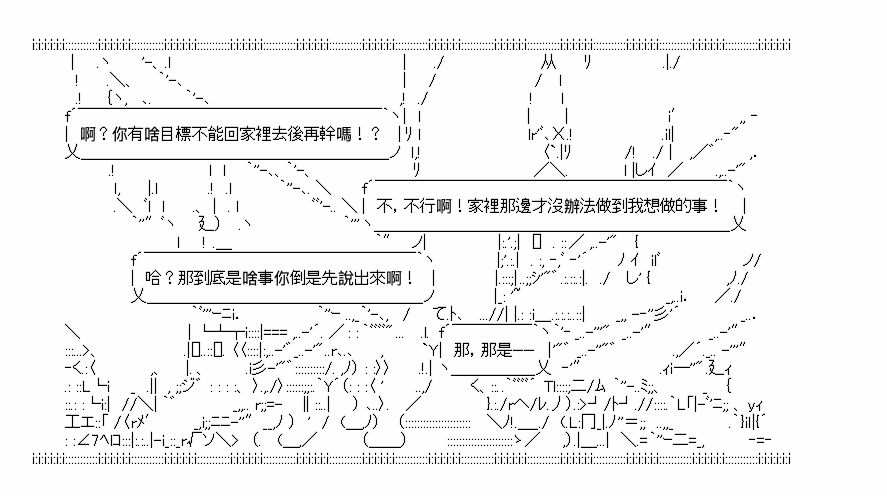 啊？你有啥目標不能回家裡去後再幹嗎！？
不，不行啊！家裡那邊才沒辦法做到我想做的事！
哈？那到底是啥事你倒是先說出來啊！
那，那是──